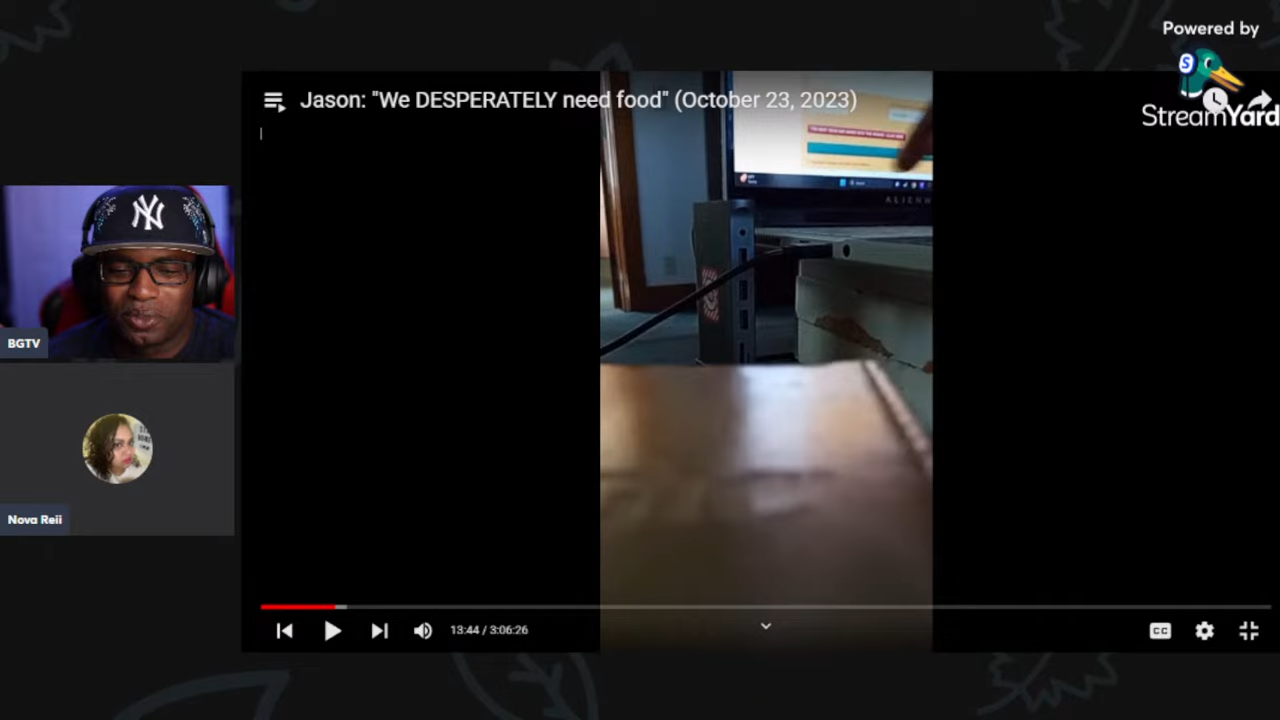 Powered by
StreamYard
Jason: "We DESPERATELY need food" (October 23, 2023)
NY
BGTV
Nova Reii
ALIENW
13:44 / 3:06:26
CC